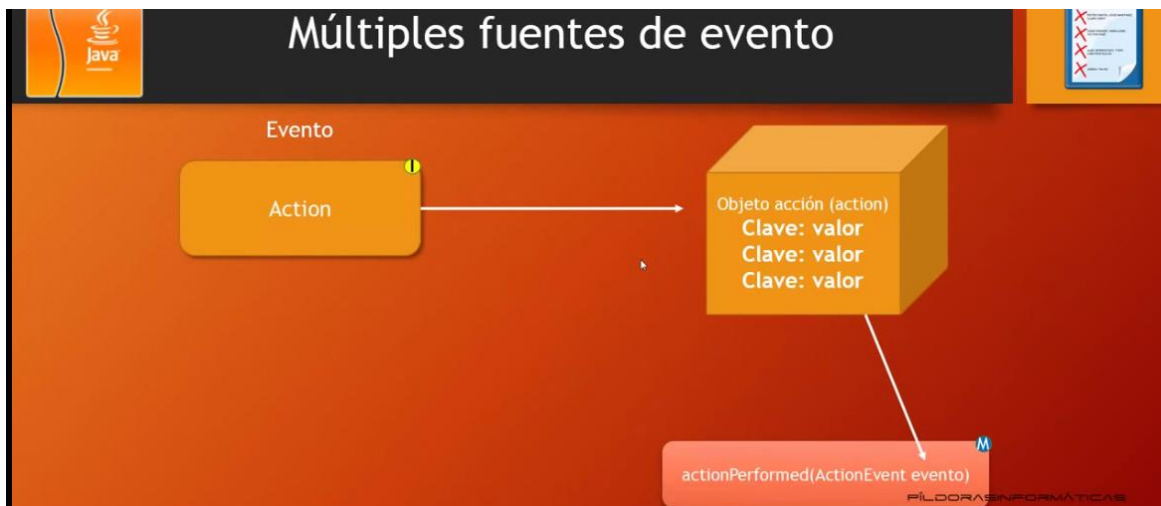 Java
Múltiples fuentes de evento
Evento
I
Action
Objeto acción (action)
Clave: valor
Clave: valor
Clave: valor
M
actionPerformed(ActionEvent evento)
PÍLDORASINFORMÁTICAS